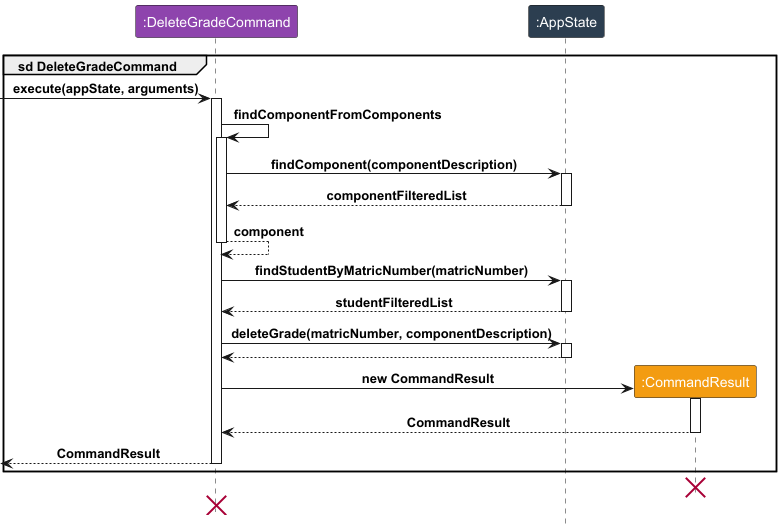 :DeleteGradeCommand
:AppState
sd DeleteGradeCommand
execute(appState, arguments)
findComponentFromComponents
findComponent(componentDescription)
componentFilteredList
component
findStudentByMatricNumber(matricNumber)
studentFilteredList
deleteGrade(matricNumber, componentDescription)
new CommandResult
:CommandResult
CommandResult
CommandResult